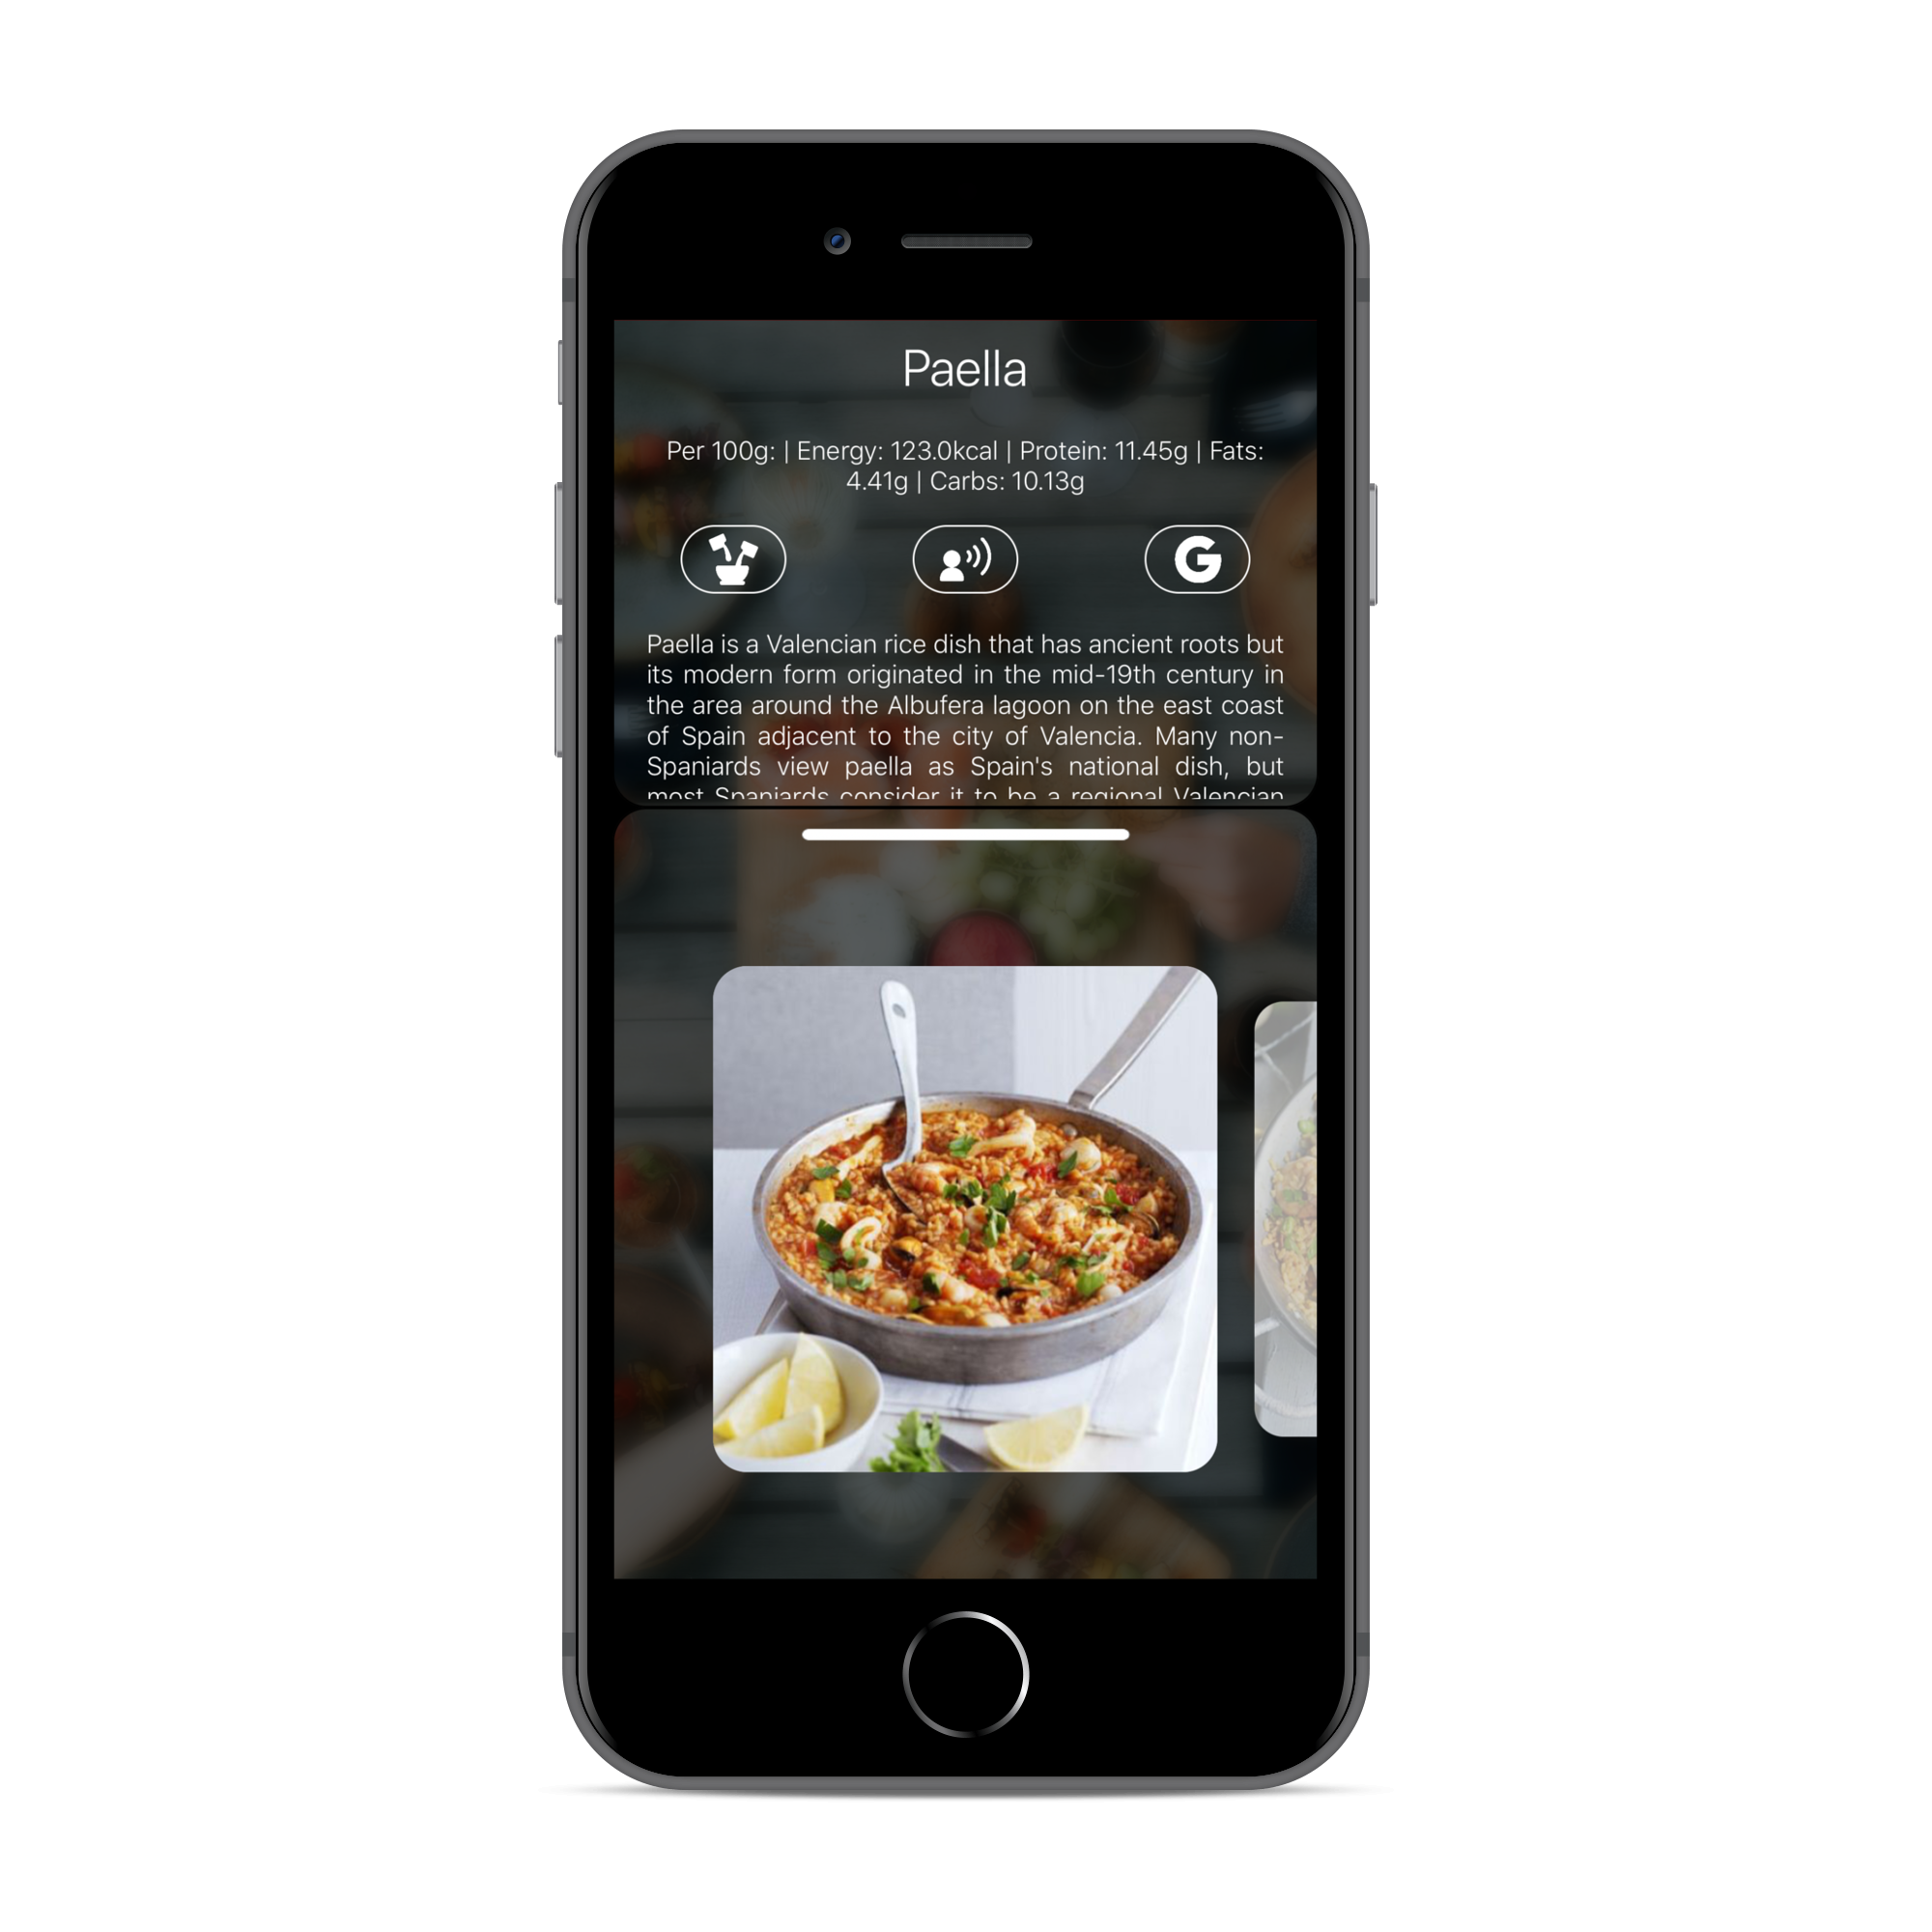 Paella
Per 100g: | Energy: 123.0kcal | Protein: 11.45g | Fats:
4.41g | Carbs: 10.13g
G
Paella is a Valencian rice dish that has ancient roots but
its modern form originated in the mid-19th century in
the area around the Albufera lagoon on the east coast
of Spain adjacent to the city of Valencia. Many non-
Spaniards view paella as Spain's national dish, but
most Spaniards consider it to be a regional Valencian